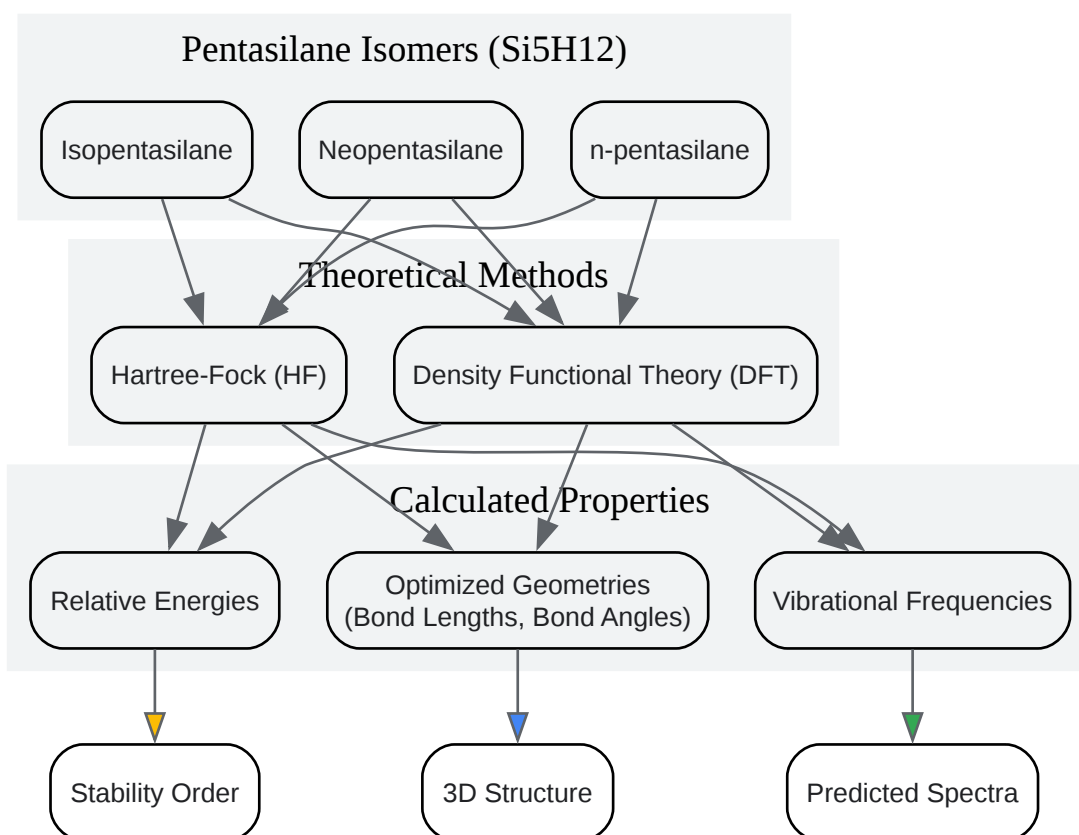 Pentasilane Isomers (Si5H12)
Isopentasilane
Neopentasilane
n-pentasilane
Theoretical Methods
Hartree-Fock (HF)
Density Functional Theory (DFT)
Calculated Properties
Relative Energies
Optimized Geometries
(Bond Lengths, Bond Angles)
Vibrational Frequencies
Stability Order
3D Structure
Predicted Spectra